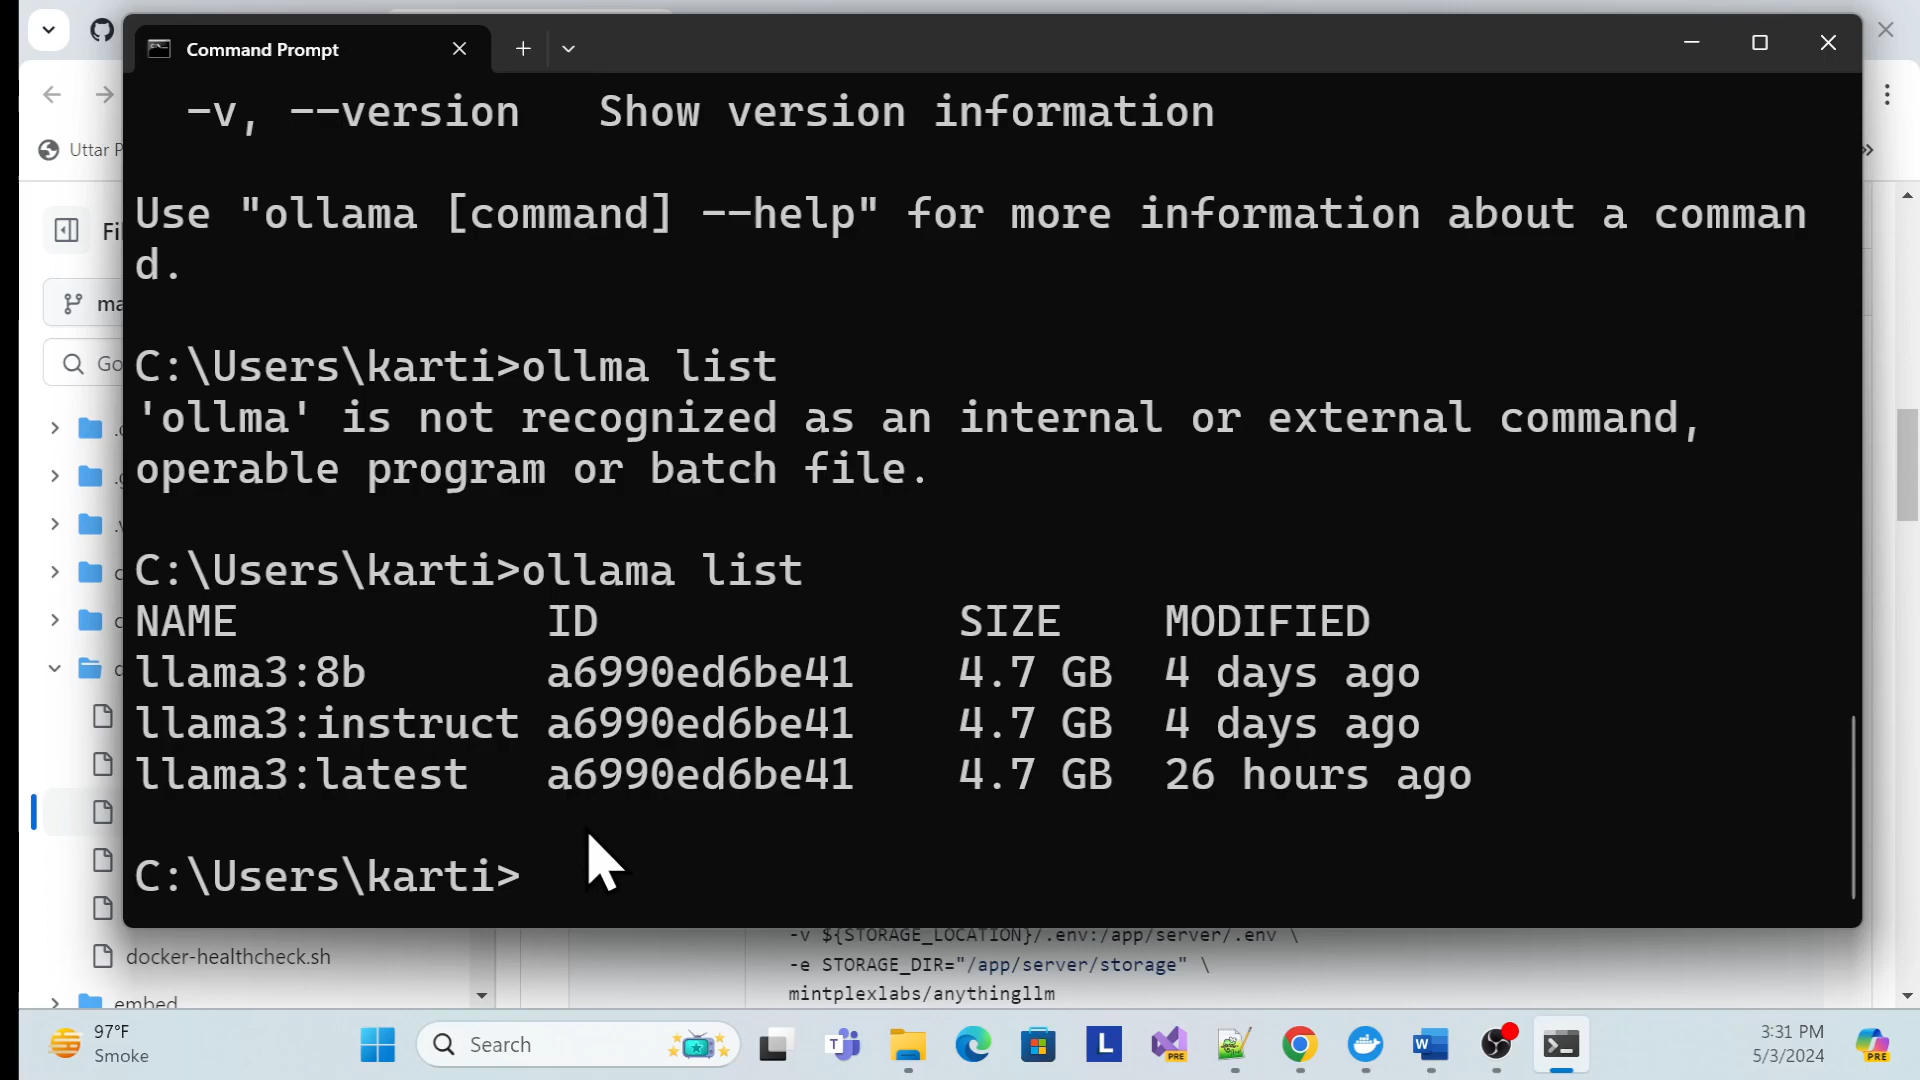 Command Prompt
-v, --version   Show version information
Uttar P
Use "ollama [command] --help" for more information about a comman
d.
C:\Users\karti>ollma list
'ollma' is not recognized as an internal or external command,
operable program or batch file.
C:\Users\karti>ollama list
NAME ID SIZE MODIFIED
llama3:8b a6990ed6be41 4.7 GB 4 days ago
llama3:instruct a6990ed6be41 4.7 GB 4 days ago
llama3:latest a6990ed6be41 4.7 GB 26 hours ago
C:\Users\karti>
-v ${STORAGE_LOCATION}/.env:/app/server/.env \
docker-healthcheck.sh
-e STORAGE_DIR="/app/server/storage" \
mintplexlabs/anythingllm
embed
97°F
Smoke
Search
3:31 PM
5/3/2024